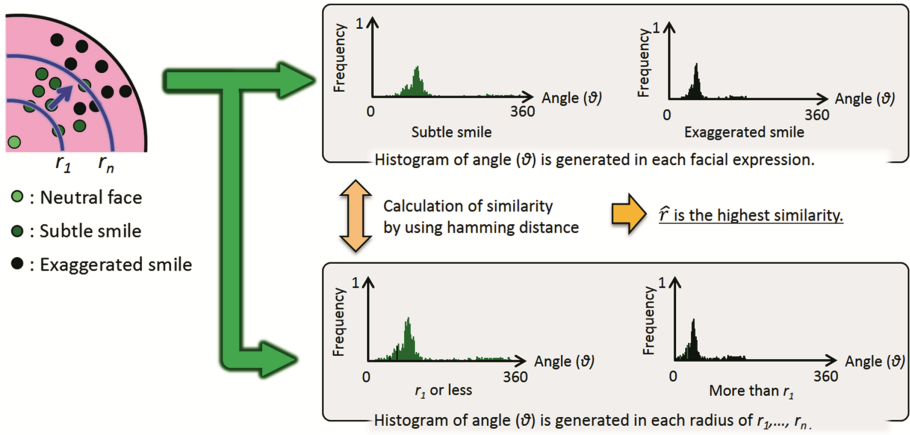 r1 rn
: Neutral face
: Subtle smile
: Exaggerated smile
Frequency
1
0
360
Angle (ϑ)
Subtle smile
Frequency
1
0
360
Angle (ϑ)
Exaggerated smile
Histogram of angle (ϑ) is generated in each facial expression.
Calculation of similarity
by using hamming distance
r̂ is the highest similarity.
Frequency
1
0
360
Angle (ϑ)
r1 or less
Frequency
1
0
360
Angle (ϑ)
More than r1
Histogram of angle (ϑ) is generated in each radius of r1,..., rn .